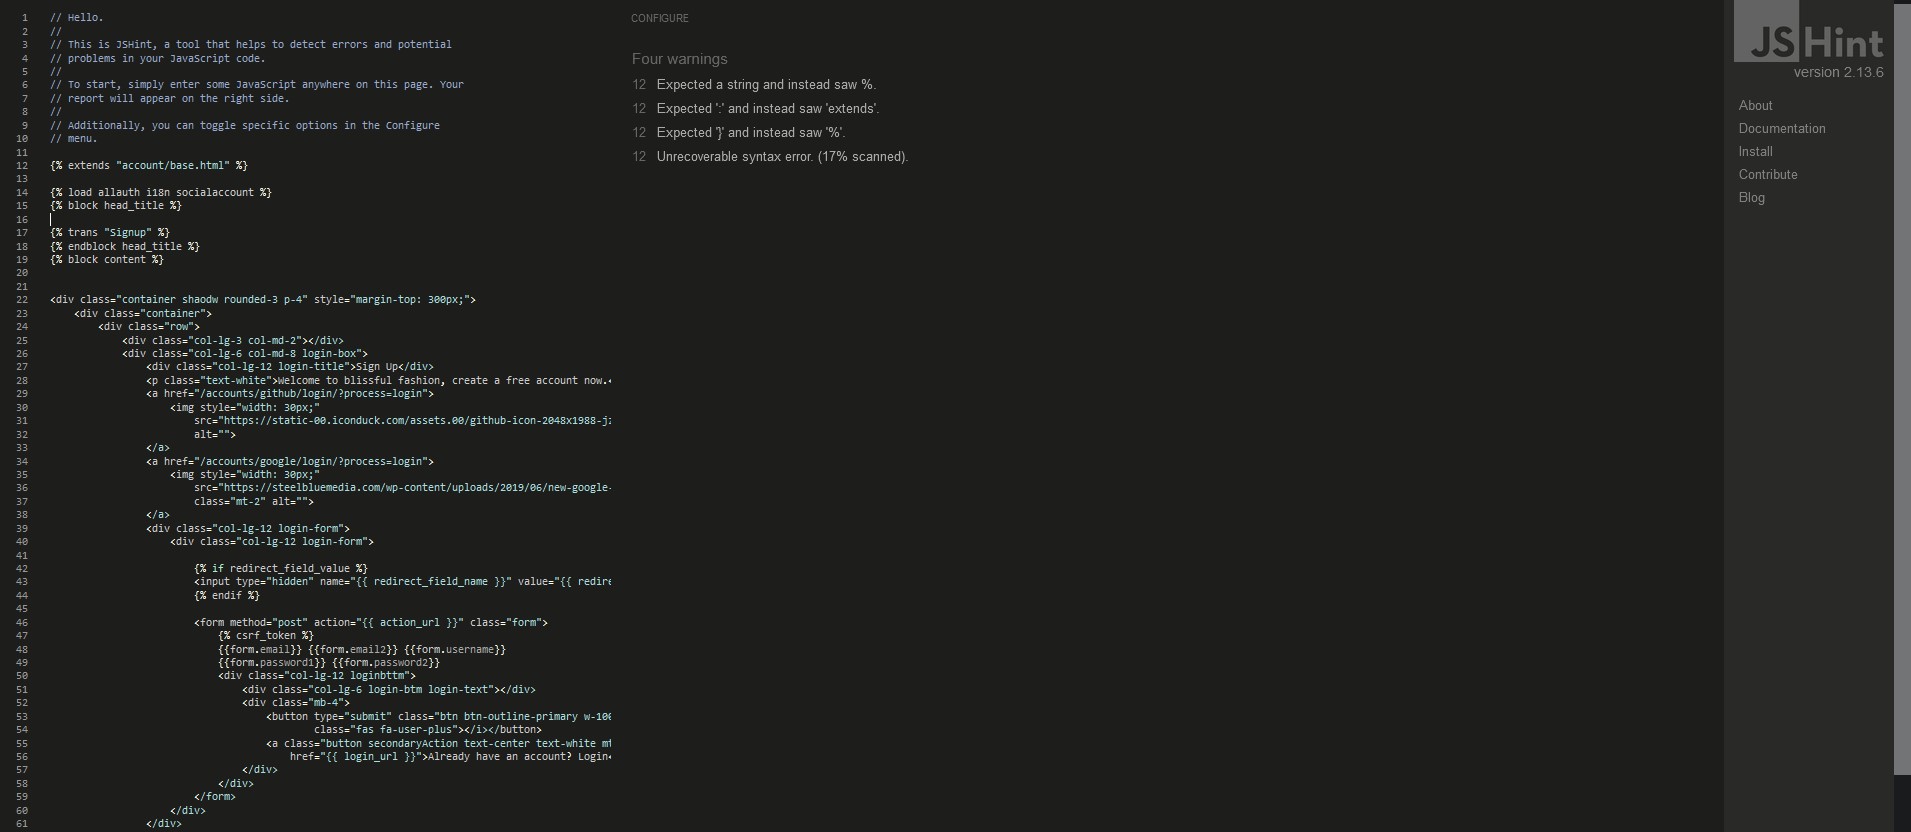 1 // Hello.
2 //
3 // This is JSHint, a tool that helps to detect errors and potential
4 // problems in your JavaScript code.
5 //
6 // To start, simply enter some JavaScript anywhere on this page. Your
7 // report will appear on the right side.
8 //
9 // Additionally, you can toggle specific options in the Configure
10 // menu.
11
12 {% extends "account/base.html" %}
13
14 {% load allauth i18n socialaccount %}
15 {% block head_title %}
16
17 {% trans "Signup" %}
18 {% endblock head_title %}
19 {% block content %}
20
21
22 <div class="container shaodw rounded-3 p-4" style="margin-top: 300px;">
23 <div class="container">
24 <div class="row">
25 <div class="col-lg-3 col-md-2"></div>
26 <div class="col-lg-6 col-md-8 login-box">
27 <div class="col-lg-12 login-title">Sign Up</div>
28 <p class="text-white">Welcome to blissful fashion, create a free account now.<
29 <a href="/accounts/github/login/?process=login">
30 <img style="width: 30px;"
31 src="https://static-00.iconduck.com/assets.00/github-icon-2048x1988-jz
32 alt="">
33 </a>
34 <a href="/accounts/google/login/?process=login">
35 <img style="width: 30px;"
36 src="https://steelbluemedia.com/wp-content/uploads/2019/06/new-google-
37 class="mt-2" alt="">
38 </a>
39 <div class="col-lg-12 login-form">
40 <div class="col-lg-12 login-form">
41
42 {% if redirect_field_value %}
43 <input type="hidden" name="{{ redirect_field_name }}" value="{{ redire
44 {% endif %}
45
46 <form method="post" action="{{ action_url }}" class="form">
47 {% csrf_token %}
48 {{form.email}} {{form.email2}} {{form.username}}
49 {{form.password1}} {{form.password2}}
50 <div class="col-lg-12 loginbttm">
51 <div class="col-lg-6 login-btm login-text"></div>
52 <div class="mb-4">
53 <button type="submit" class="btn btn-outline-primary w-100
54 class="fas fa-user-plus"></i></button>
55 <a class="button secondaryAction text-center text-white mt
56 href="{{ login_url }}">Already have an account? Login<
57 </div>
58 </div>
59 </form>
60 </div>
61 </div>
CONFIGURE
Four warnings
12 Expected a string and instead saw %.
12 Expected ':' and instead saw 'extends'.
12 Expected '}' and instead saw '%'.
12 Unrecoverable syntax error. (17% scanned).
JSHint
version 2.13.6
About
Documentation
Install
Contribute
Blog